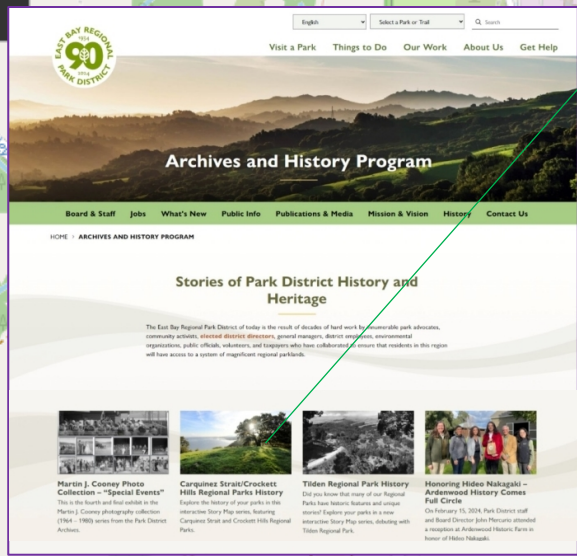 English
Select a Park or Trail
Search
EAST BAY REGIONAL
1934
90
2024
PARK DISTRICT
Visit a Park Things to Do Our Work About Us Get Help
Archives and History Program
Board & Staff Jobs What's New Public Info Publications & Media Mission & Vision History Contact Us
HOME > ARCHIVES AND HISTORY PROGRAM
Stories of Park District History and
Heritage
The East Bay Regional Park District of today is the result of decades of hard work by innumerable park advocates,
community activists, elected district directors, general managers, district employees, environmental
organizations, public officials, volunteers, and taxpayers who have collaborated to ensure that residents in this region
will have access to a system of magnificent regional parklands.
Martin J. Cooney Photo
Collection – "Special Events"
This is the fourth and final exhibit in the
Martin J. Cooney photography collection
(1964 – 1980) series from the Park District
Archives.
Carquinez Strait/Crockett
Hills Regional Parks History
Explore the history of your parks in this
interactive Story Map series, featuring
Carquinez Strait and Crockett Hills Regional
Parks.
Tilden Regional Park History
Did you know that many of our Regional
Parks have historic features and unique
stories? Explore your parks in a new
interactive Story Map series, debuting with
Tilden Regional Park.
Honoring Hideo Nakagaki –
Ardenwood History Comes
Full Circle
On February 15, 2024, Park District staff
and Board Director John Mercurio attended
a reception at Ardenwood Historic Farm in
honor of Hideo Nakagaki.